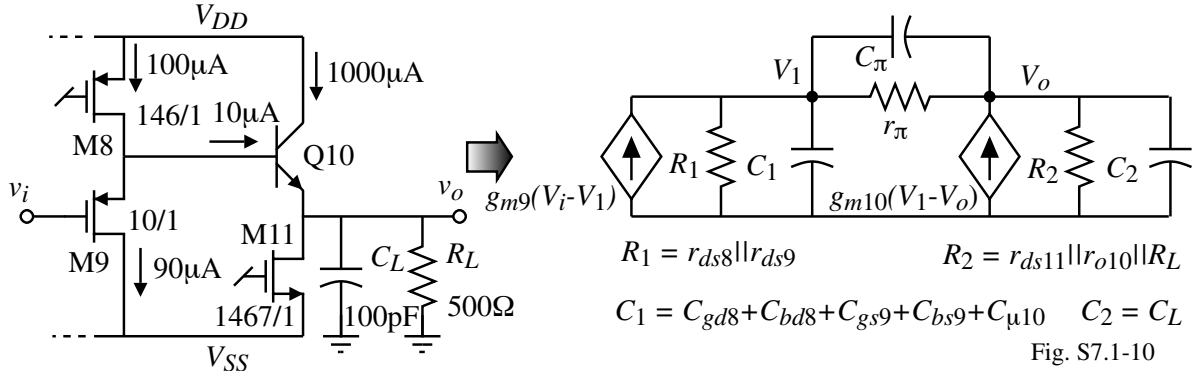 V_DD
100μA
1000μA
146/1
10μA
M8
Q10
v_i
10/1
M9
90μA
M11
1467/1
v_o
C_L
R_L
100pF
500Ω
V_SS
C_π
V_1
V_o
r_π
R_1
C_1
R_2
C_2
g_m9(V_i-V_1)
g_m10(V_1-V_o)
R_1 = r_ds8||r_ds9
R_2 = r_ds11||r_o10||R_L
C_1 = C_gd8+C_bd8+C_gs9+C_bs9+C_μ10
C_2 = C_L
Fig. S7.1-10